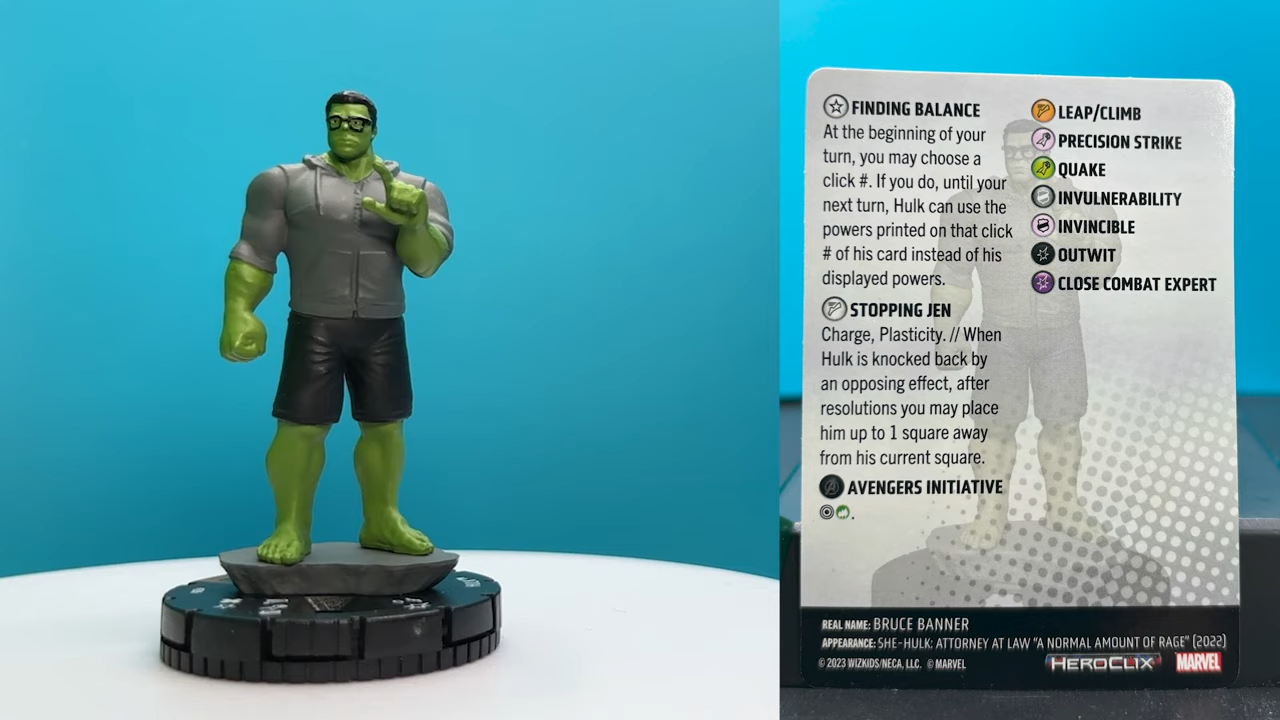 FINDING BALANCE
At the beginning of your
turn, you may choose a
click #. If you do, until your
next turn, Hulk can use the
powers printed on that click
# of his card instead of his
displayed powers.
STOPPING JEN
Charge, Plasticity. // When
Hulk is knocked back by
an opposing effect, after
resolutions you may place
him up to 1 square away
from his current square.
AVENGERS INITIATIVE
.
LEAP/CLIMB
PRECISION STRIKE
QUAKE
INVULNERABILITY
INVINCIBLE
OUTWIT
CLOSE COMBAT EXPERT
REAL NAME: BRUCE BANNER
APPEARANCE: SHE-HULK: ATTORNEY AT LAW "A NORMAL AMOUNT OF RAGE" (2022)
© 2023 WIZKIDS/NECA, LLC. © MARVEL HEROCLIX MARVEL